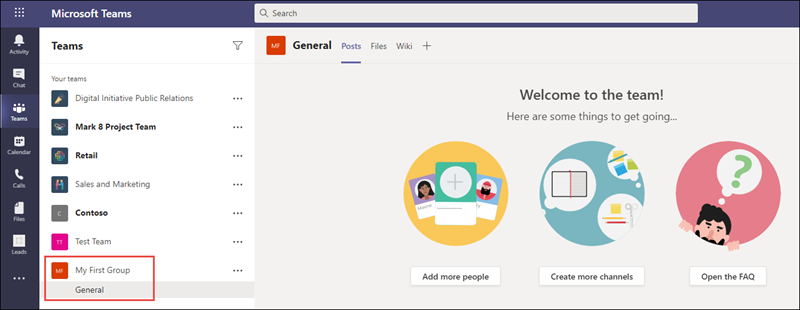 Microsoft Teams
Search
Activity
Chat
Teams
Calendar
Calls
Files
Leads
Teams
Your teams
Digital Initiative Public Relations
Mark 8 Project Team
Retail
Sales and Marketing
C Contoso
TT Test Team
MF My First Group
General
MF General Posts Files Wiki
Welcome to the team!
Here are some things to get going...
Add more people
Create more channels
Open the FAQ